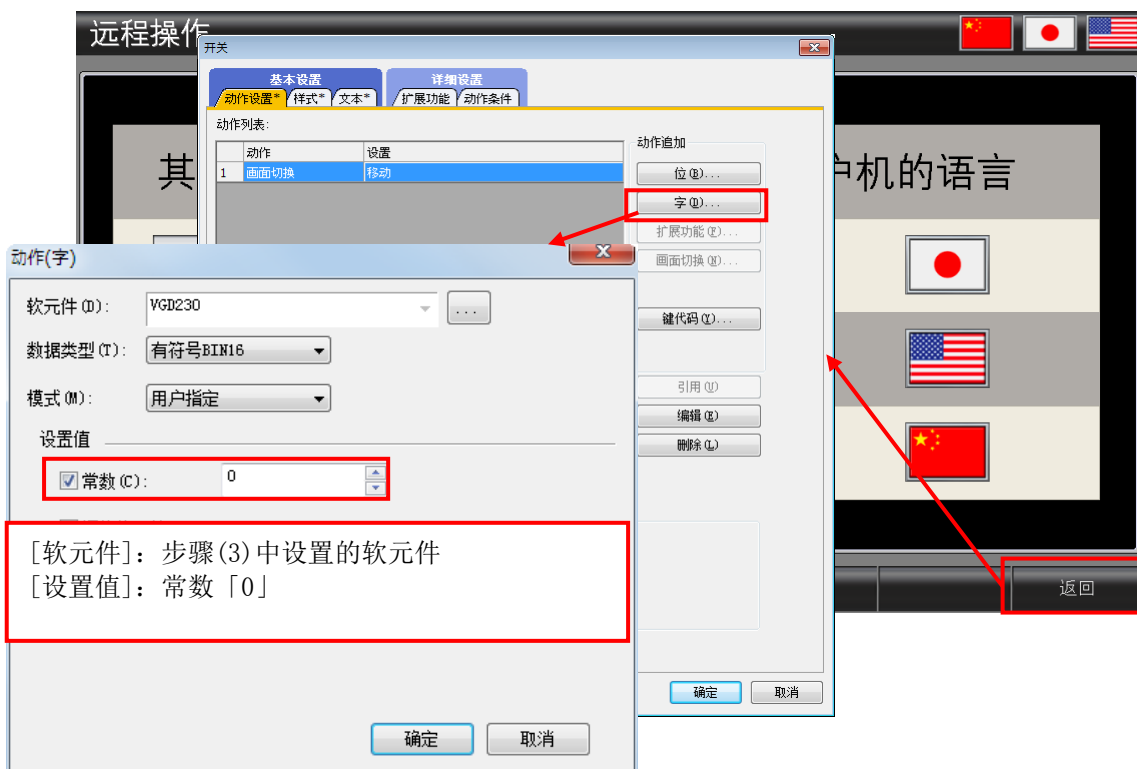 远程操作
开关
基本设置
详细设置
动作设置*
样式*
文本*
扩展功能
动作条件
动作列表:
动作
设置
1 画面切换 移动
动作追加
位(B)...
字(D)...
扩展功能(E)...
画面切换(N)...
键代码(Y)...
引用(U)
编辑(E)
删除(L)
确定
取消
其
户机的语言
返回
动作(字)
软元件(D): VGD230 ...
数据类型(T): 有符号BIN16
模式(M): 用户指定
设置值
常数(C): 0
[软元件]：步骤(3)中设置的软元件
[设置值]：常数「0」
确定
取消